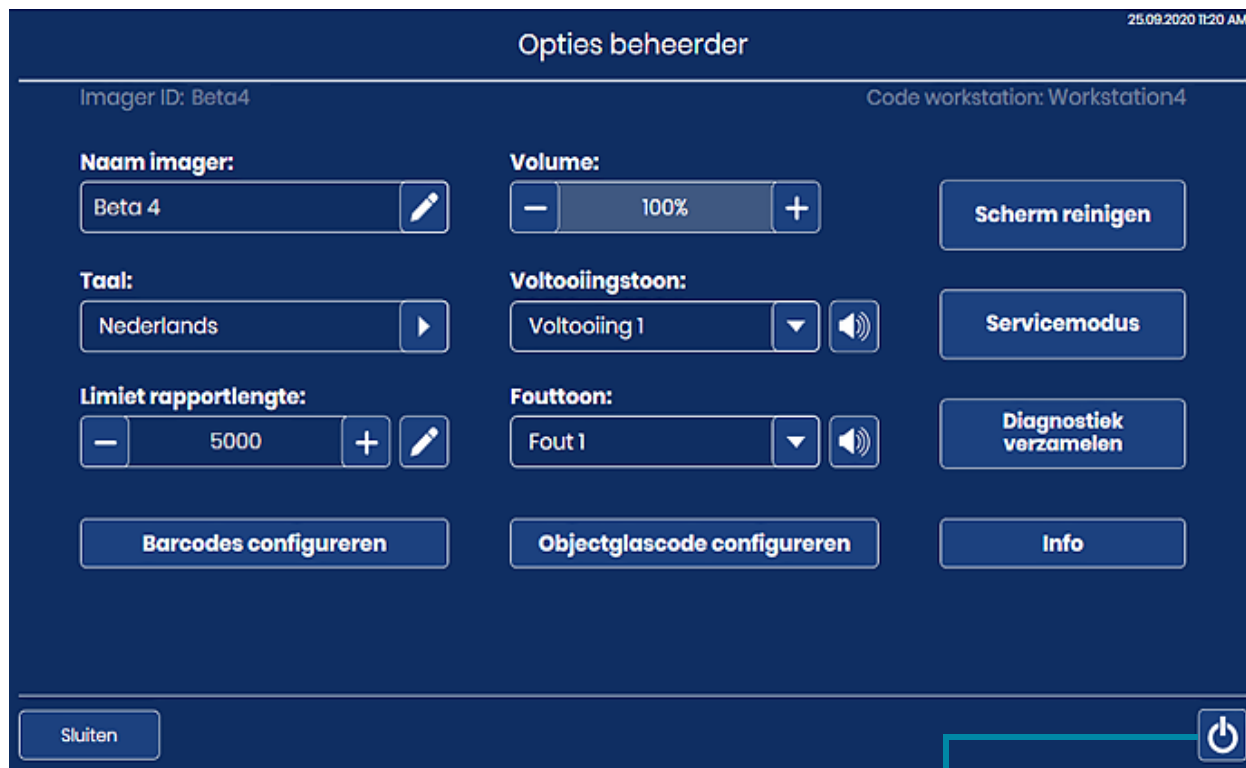 25.09.2020 11:20 AM
Opties beheerder
Imager ID: Beta4
Code workstation: Workstation4
Naam imager:
Volume:
Beta 4
100%
Scherm reinigen
Taal:
Voltooiingstoon:
Nederlands
Voltooiing 1
Servicemodus
Limiet rapportlengte:
Fouttoon:
5000
Fout 1
Diagnostiek
verzamelen
Barcodes configureren
Objectglascode configureren
Info
Sluiten